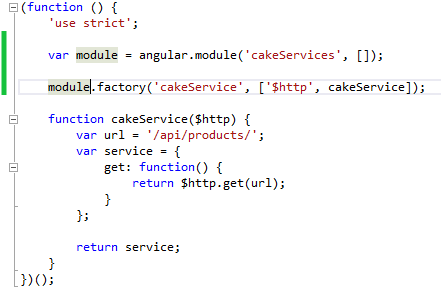 (function () {
    'use strict';
    var module = angular.module('cakeServices', []);
    module.factory('cakeService', ['$http', cakeService]);
    function cakeService($http) {
        var url = '/api/products/';
        var service = {
            get: function() {
                return $http.get(url);
            }
        };
        return service;
    }
})();